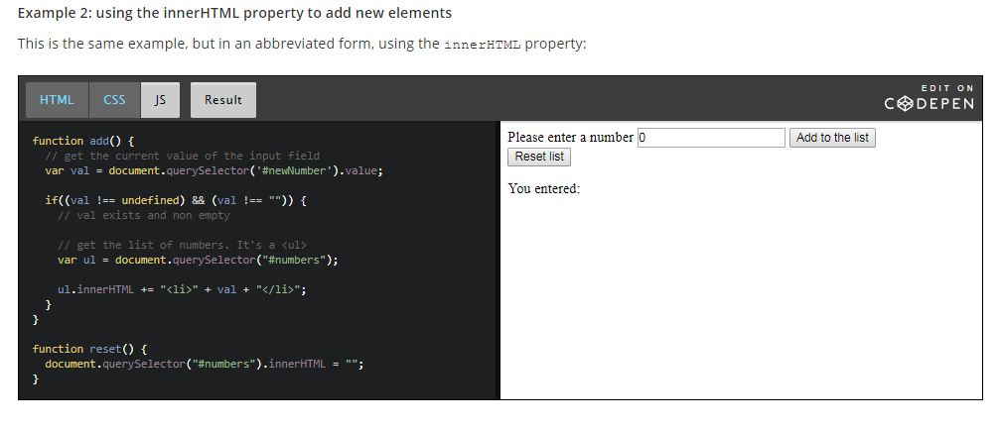 Example 2: using the innerHTML property to add new elements
This is the same example, but in an abbreviated form, using the innerHTML property:
HTML CSS JS Result
EDIT ON
CODEPEN
function add() {
  // get the current value of the input field
  var val = document.querySelector('#newNumber').value;
  if((val !== undefined) && (val !== "")) {
    // val exists and non empty
    // get the list of numbers. It's a <ul>
    var ul = document.querySelector("#numbers");
    ul.innerHTML += "<li>" + val + "</li>";
  }
}
function reset() {
  document.querySelector("#numbers").innerHTML = "";
}
Please enter a number 0 Add to the list
Reset list
You entered: